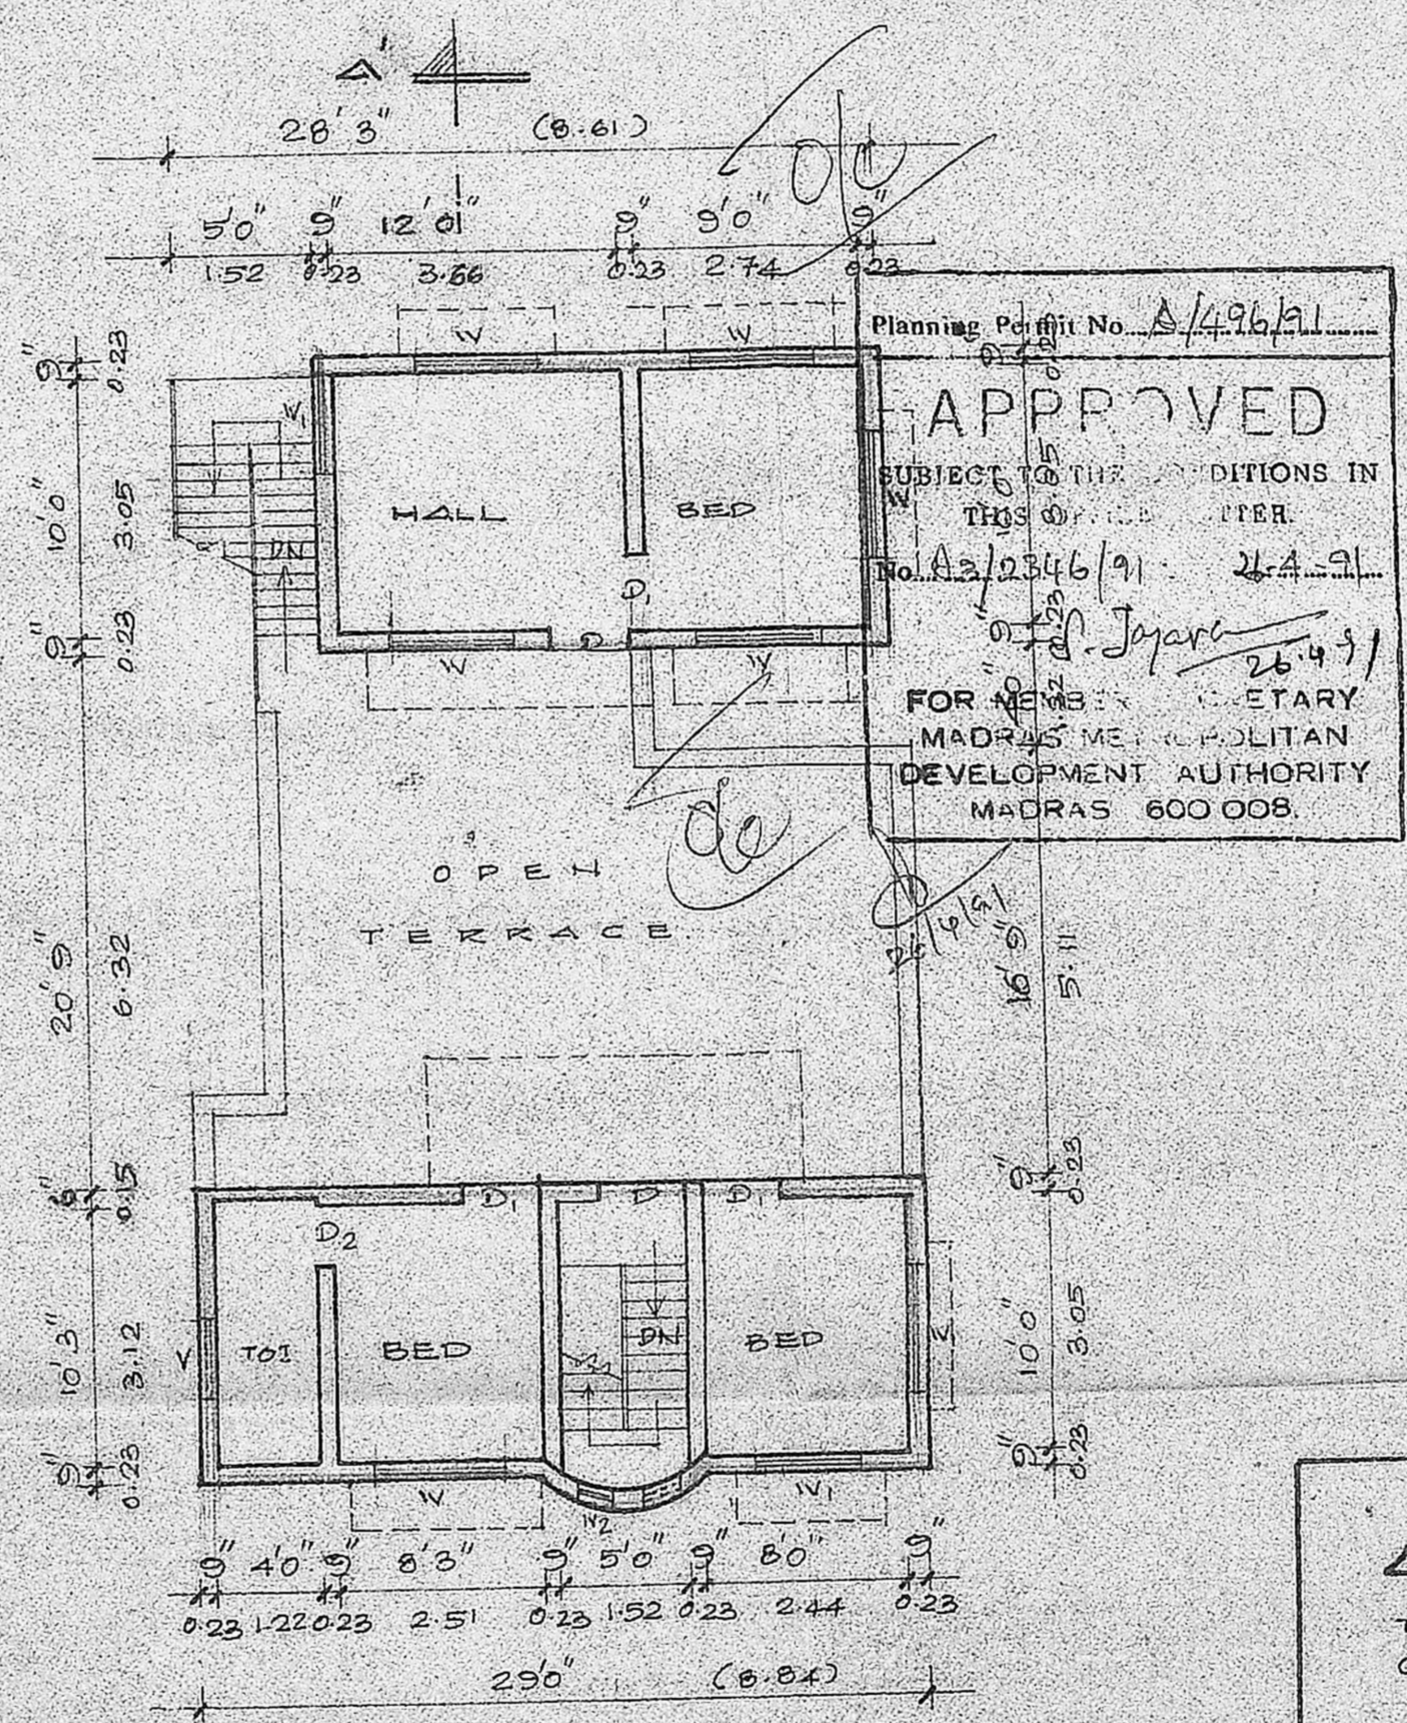 A'
28'3" (8.61)
5'0" 9" 12'0" 9" 9'0" 9"
1.52 0.23 3.66 0.23 2.74 0.23
9" 0.23
10'0" 3.05
9" 0.23
20'9" 6.32
6" 0.15
10'3" 3.12
9" 0.23
W W
W
HALL BED
W
DN
D1
D
W W
OPEN
TERRACE
Planning Permit No. /496/91
APPROVED
SUBJECT TO THE CONDITIONS IN
THIS OFFICE LETTER.
No. A3/2346/91 26-4-91
26.4.91
FOR MEMBER SECRETARY
MADRAS METROPOLITAN
DEVELOPMENT AUTHORITY
MADRAS 600 008.
9" 0.23
9" 0.23
16'9" 5.11
9" 0.23
10'0" 3.05
9" 0.23
D1 D D1
D2
V TOI BED DN BED W
W W2 W1
9" 4'0" 9" 8'3" 9" 5'0" 9" 8'0" 9"
0.23 1.22 0.23 2.51 0.23 1.52 0.23 2.44 0.23
29'0" (8.84)